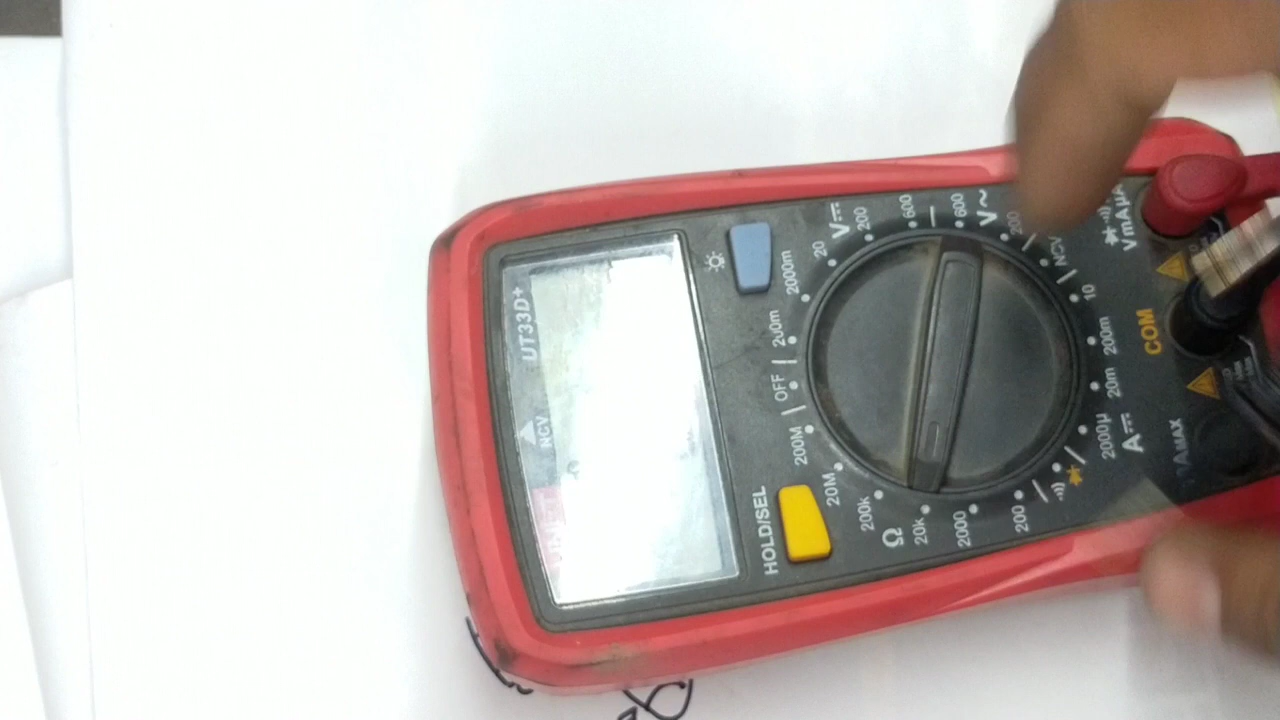 UT33D+
NCV
HOLD/SEL
OFF
200m
2000m
20
V⎓
200
600
600
V~
200
NCV
10
200m
20m
2000µ
A⎓
200
2000
20k
Ω
200k
20M
200M
VmAµA
COM